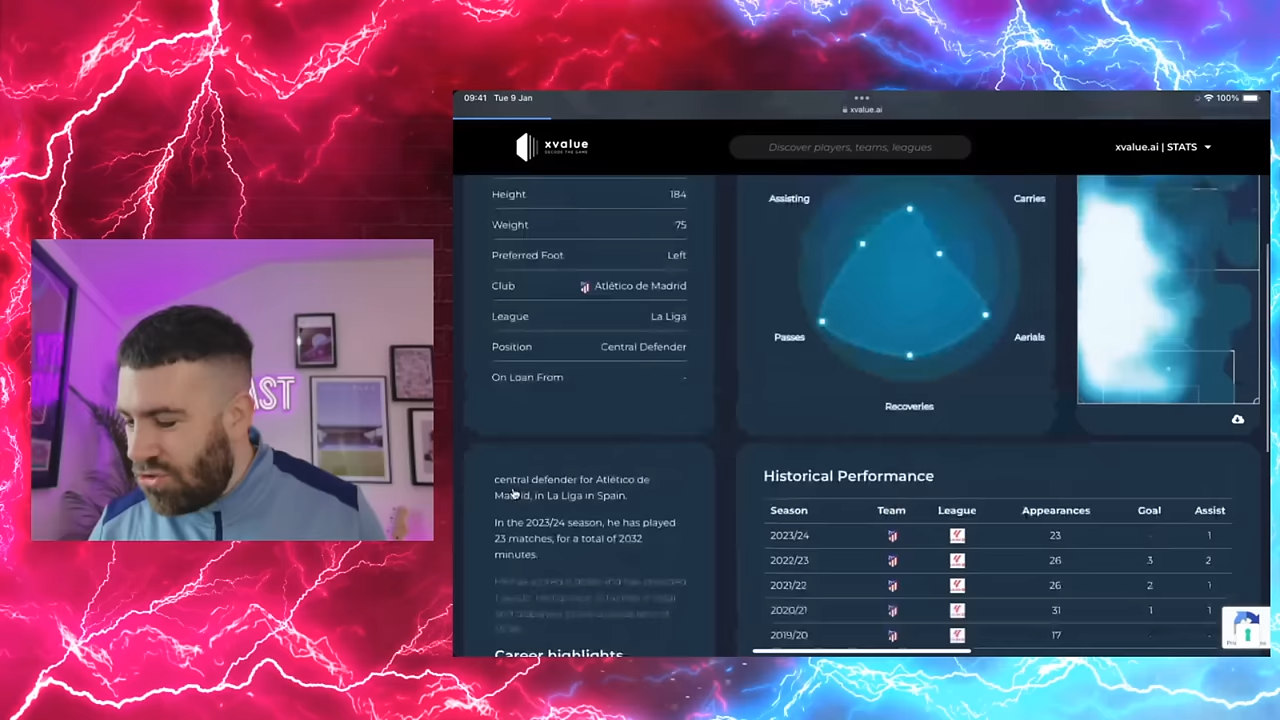 09:41 Tue 9 Jan
100%
xvalue.ai
xvalue
Discover players, teams, leagues
xvalue.ai | STATS
Height 184
Weight 75
Preferred Foot Left
Club Atlético de Madrid
League La Liga
Position Central Defender
On Loan From -
Assisting
Carries
Passes
Aerials
Recoveries
central defender for Atlético de
Madrid, in La Liga in Spain.
In the 2023/24 season, he has played
23 matches, for a total of 2032
minutes.
Career highlights
Historical Performance
Season Team League Appearances Goal Assist
2023/24 23 - 1
2022/23 26 3 2
2021/22 26 2 1
2020/21 31 1 1
2019/20 17 - -
AST